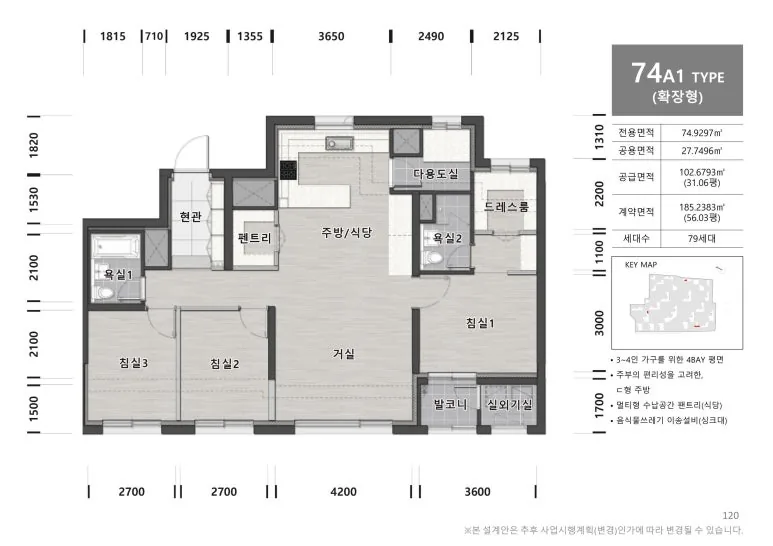 1815 710 1925 1355 3650 2490 2125
74A1 TYPE
(확장형)
전용면적 74.9297㎡
공용면적 27.7496㎡
공급면적 102.6793㎡
(31.06평)
계약면적 185.2383㎡
(56.03평)
세대수 79세대
KEY MAP
• 3~4인 가구를 위한 4BAY 평면
• 주부의 편리성을 고려한,
ㄷ형 주방
• 멀티형 수납공간 팬트리(식당)
• 음식물쓰레기 이송설비(싱크대)
1820
1530
2100
2100
1500
1310
2200
1100
3000
1700
다용도실
드레스룸
현관
펜트리
주방/식당
욕실2
욕실1
침실1
거실
침실3
침실2
발코니
실외기실
2700 2700 4200 3600
120
※본 설계안은 추후 사업시행계획(변경)인가에 따라 변경될 수 있습니다.